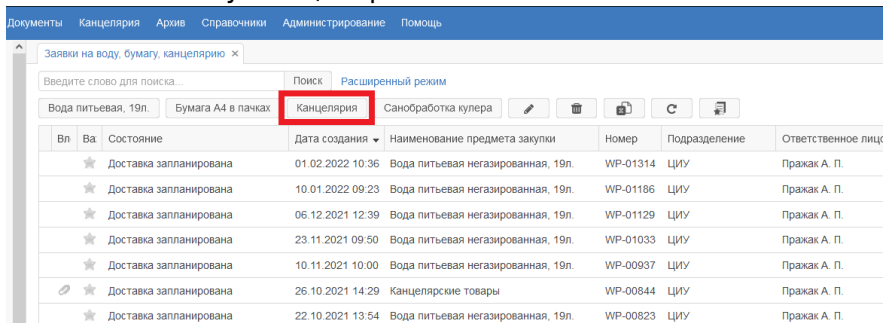 Документы Канцелярия Архив Справочники Администрирование Помощь
Заявки на воду, бумагу, канцелярию ×
Введите слово для поиска... Поиск Расширенный режим
Вода питьевая, 19л. Бумага А4 в пачках Канцелярия Санобработка кулера
Вл Ва Состояние Дата создания Наименование предмета закупки Номер Подразделение Ответственное лицо
Доставка запланирована 01.02.2022 10:36 Вода питьевая негазированная, 19л. WP-01314 ЦИУ Пражак А. П.
Доставка запланирована 10.01.2022 09:23 Вода питьевая негазированная, 19л. WP-01186 ЦИУ Пражак А. П.
Доставка запланирована 06.12.2021 12:39 Вода питьевая негазированная, 19л. WP-01129 ЦИУ Пражак А. П.
Доставка запланирована 23.11.2021 09:50 Вода питьевая негазированная, 19л. WP-01033 ЦИУ Пражак А. П.
Доставка запланирована 10.11.2021 10:00 Вода питьевая негазированная, 19л. WP-00937 ЦИУ Пражак А. П.
Доставка запланирована 26.10.2021 14:29 Канцелярские товары WP-00844 ЦИУ Пражак А. П.
Доставка запланирована 22.10.2021 13:54 Вода питьевая негазированная, 19л. WP-00823 ЦИУ Пражак А. П.